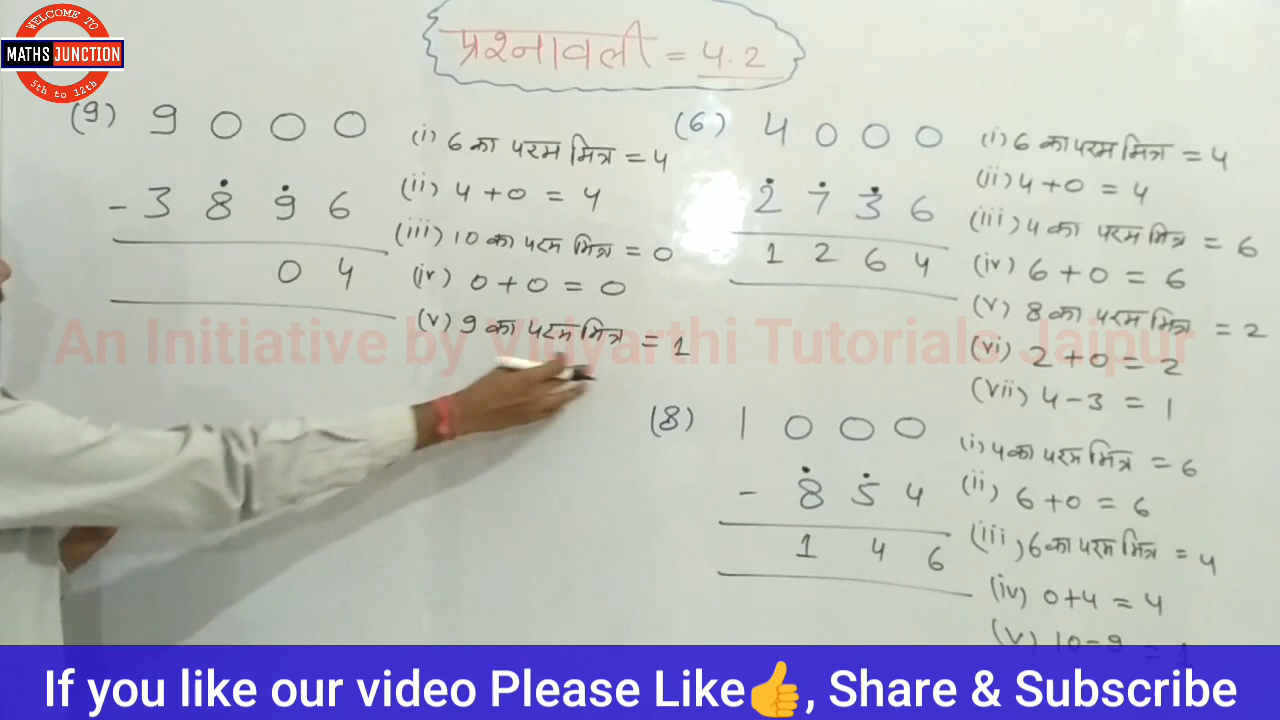 WELCOME TO
MATHS JUNCTION
5th to 12th
प्रश्नावली = 4.2
(9) 9 0 0 0
- 3 8 9 6
0 4
(i) 6 का परम मित्र = 4
(ii) 4 + 0 = 4
(iii) 10 का परम मित्र = 0
(iv) 0 + 0 = 0
(v) 9 का परम मित्र = 1
(6) 4 0 0 0
2 7 3 6
1 2 6 4
(i) 6 का परम मित्र = 4
(ii) 4 + 0 = 4
(iii) 4 का परम मित्र = 6
(iv) 6 + 0 = 6
(v) 8 का परम मित्र = 2
(vi) 2 + 0 = 2
(vii) 4 - 3 = 1
An Initiative by Vidyarthi Tutorials Jaipur
(8) 1 0 0 0
- 8 5 4
1 4 6
(i) 4 का परम मित्र = 6
(ii) 6 + 0 = 6
(iii) 6 का परम मित्र = 4
(iv) 0 + 4 = 4
(v) 10 - 9 = 1
If you like our video Please Like👍, Share & Subscribe